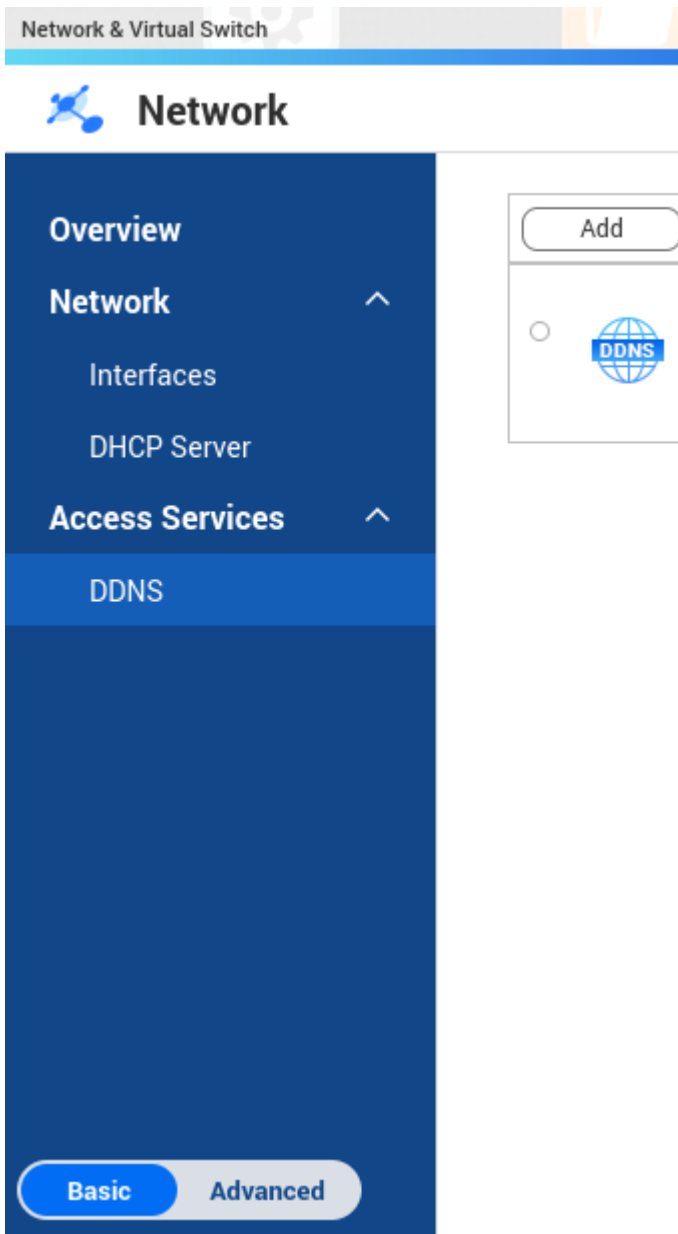 Network & Virtual Switch
Network
Overview
Network
Interfaces
DHCP Server
Access Services
DDNS
Add
DDNS
Basic Advanced